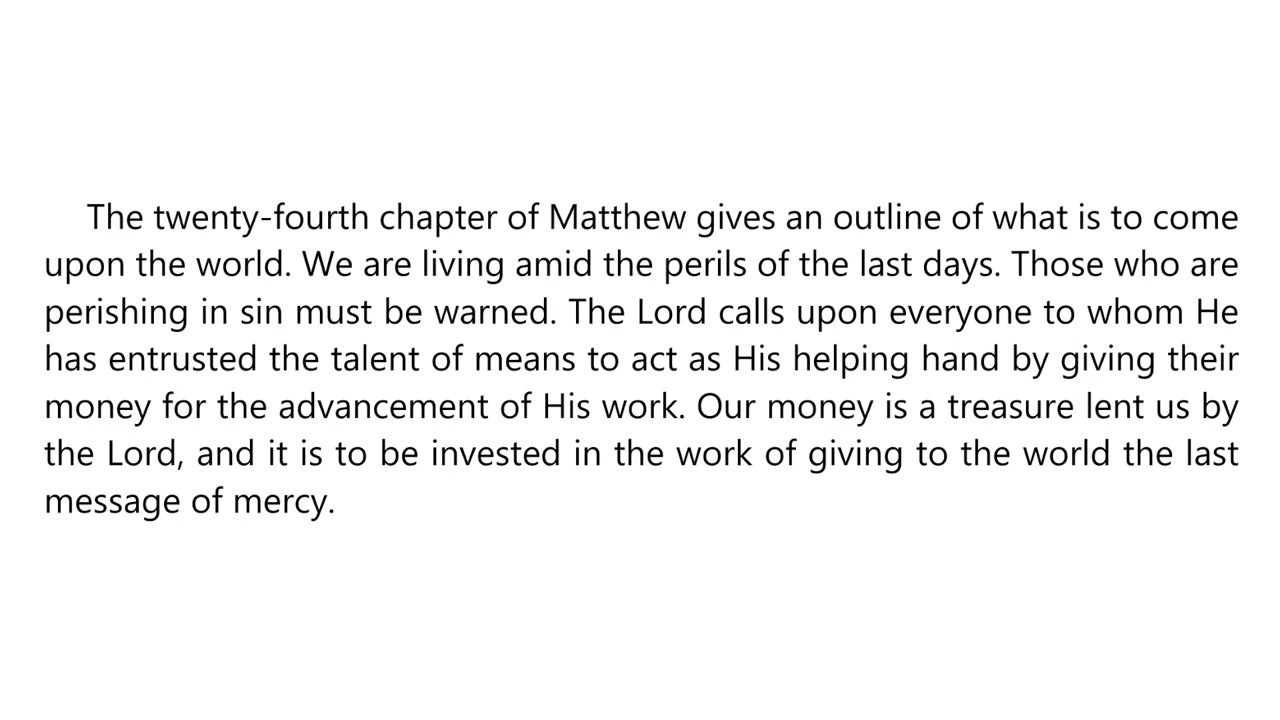 The twenty-fourth chapter of Matthew gives an outline of what is to come
upon the world. We are living amid the perils of the last days. Those who are
perishing in sin must be warned. The Lord calls upon everyone to whom He
has entrusted the talent of means to act as His helping hand by giving their
money for the advancement of His work. Our money is a treasure lent us by
the Lord, and it is to be invested in the work of giving to the world the last
message of mercy.